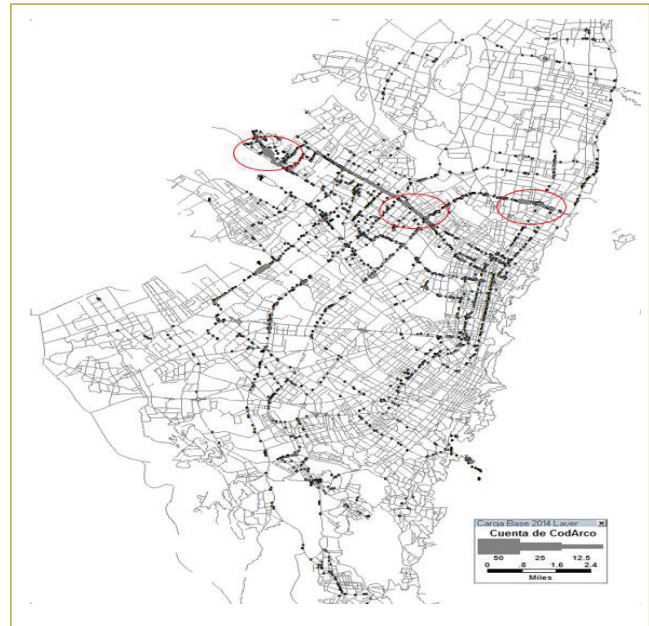 Carga Base 2014 Layer X
Cuenta de CodArco
50 25 12.5
0 .8 1.6 2.4
Miles